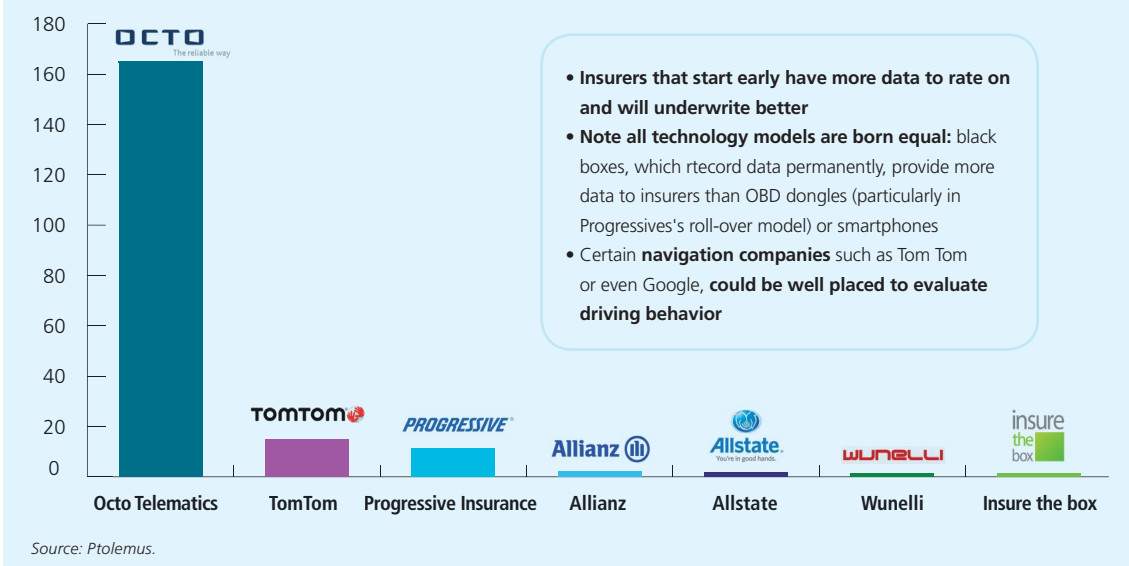 180
160
140
120
100
80
60
40
20
0
OCTO
The reliable way
• Insurers that start early have more data to rate on
and will underwrite better
• Note all technology models are born equal: black
boxes, which rtecord data permanently, provide more
data to insurers than OBD dongles (particularly in
Progressives's roll-over model) or smartphones
• Certain navigation companies such as Tom Tom
or even Google, could be well placed to evaluate
driving behavior
TOMTOM
PROGRESSIVE
Allianz
Allstate.
You're in good hands.
WUNELLI
insure
the
box
Octo Telematics
TomTom
Progressive Insurance
Allianz
Allstate
Wunelli
Insure the box
Source: Ptolemus.